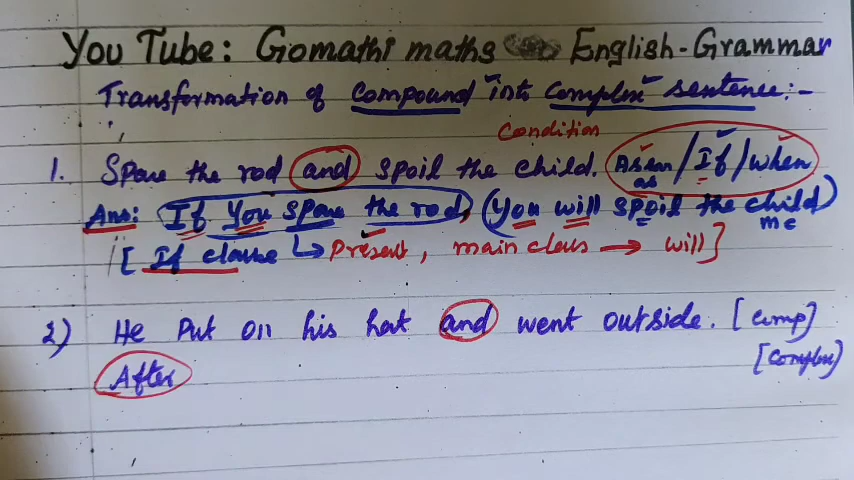 You Tube: Gomathi maths English-Grammar
Transformation of compound into complex sentence:-
Condition
1. Spare the rod and spoil the child. As soon as / If / when
Ans: If you spare the rod, (you will spoil the child)
mc
[If clause → Present, main claus → will]
2) He put on his hat and went outside. [comp]
[complex]
After